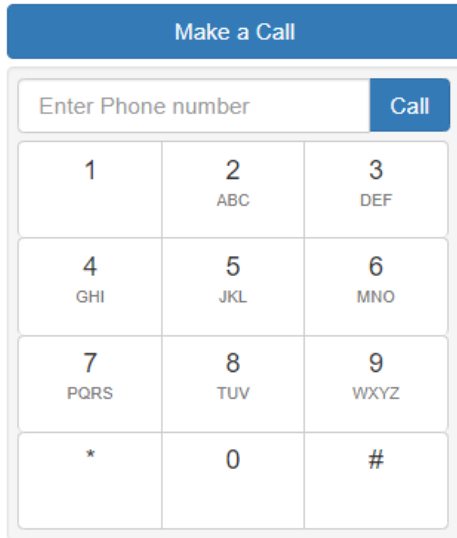 Make a Call
Enter Phone number Call
1 2 3
ABC DEF
4 5 6
GHI JKL MNO
7 8 9
PQRS TUV WXYZ
* 0 #